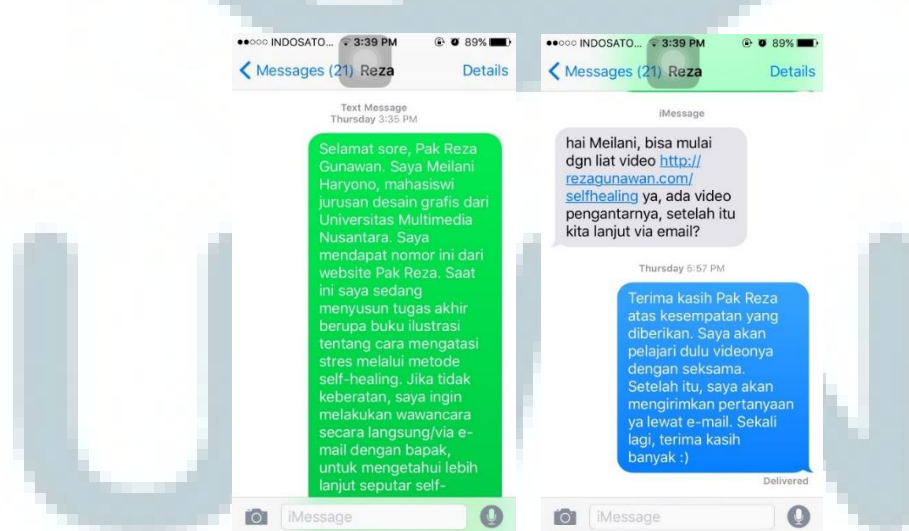 INDOSATO... 3:39 PM 89%
Messages (21) Reza Details
Text Message
Thursday 3:35 PM
Selamat sore, Pak Reza
Gunawan. Saya Meilani
Haryono, mahasiswi
jurusan desain grafis dari
Universitas Multimedia
Nusantara. Saya
mendapat nomor ini dari
website Pak Reza. Saat
ini saya sedang
menyusun tugas akhir
berupa buku ilustrasi
tentang cara mengatasi
stres melalui metode
self-healing. Jika tidak
keberatan, saya ingin
melakukan wawancara
secara langsung/via e-
mail dengan bapak,
untuk mengetahui lebih
lanjut seputar self-
iMessage
INDOSATO... 3:39 PM 89%
Messages (21) Reza Details
iMessage
hai Meilani, bisa mulai
dgn liat video http://
rezagunawan.com/
selfhealing ya, ada video
pengantarnya, setelah itu
kita lanjut via email?
Thursday 5:57 PM
Terima kasih Pak Reza
atas kesempatan yang
diberikan. Saya akan
pelajari dulu videonya
dengan seksama.
Setelah itu, saya akan
mengirimkan pertanyaan
ya lewat e-mail. Sekali
lagi, terima kasih
banyak :)
Delivered
iMessage